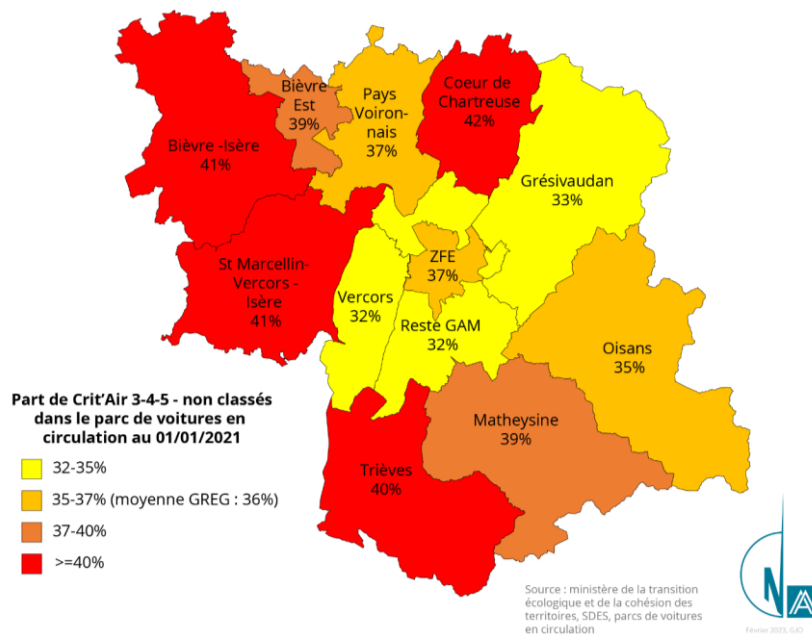 Bièvre
Est
39%
Pays
Voiron-
nais
37%
Coeur de
Chartreuse
42%
Bièvre -Isère
41%
Grésivaudan
33%
ZFE
37%
St Marcellin-
Vercors -
Isère
41%
Vercors
32%
Reste GAM
32%
Oisans
35%
Matheysine
39%
Trièves
40%
Part de Crit’Air 3-4-5 - non classés
dans le parc de voitures en
circulation au 01/01/2021
32-35%
35-37% (moyenne GREG : 36%)
37-40%
>=40%
Source : ministère de la transition
écologique et de la cohésion des
territoires, SDES, parcs de voitures
en circulation
N
Février 2023,